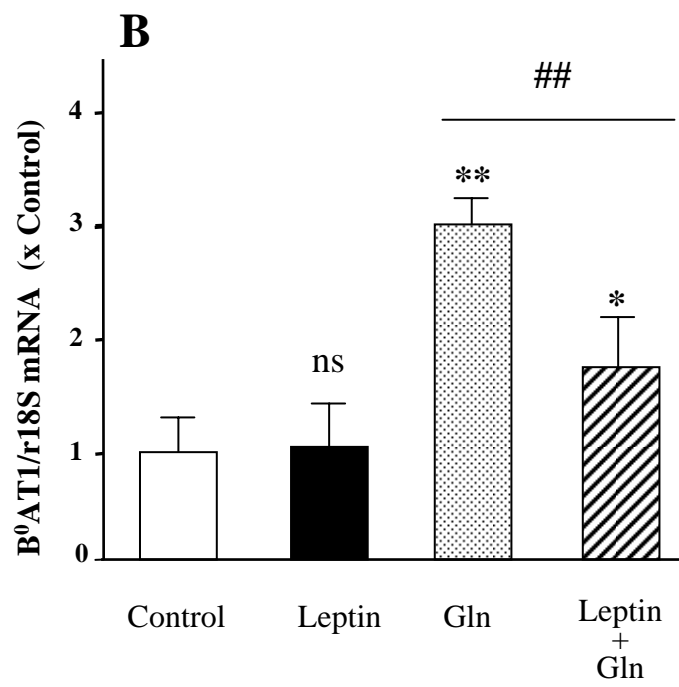 B
##
4
**
3
*
2
ns
1
0
B⁰AT1/r18S mRNA (x Control)
Control
Leptin
Gln
Leptin
+
Gln